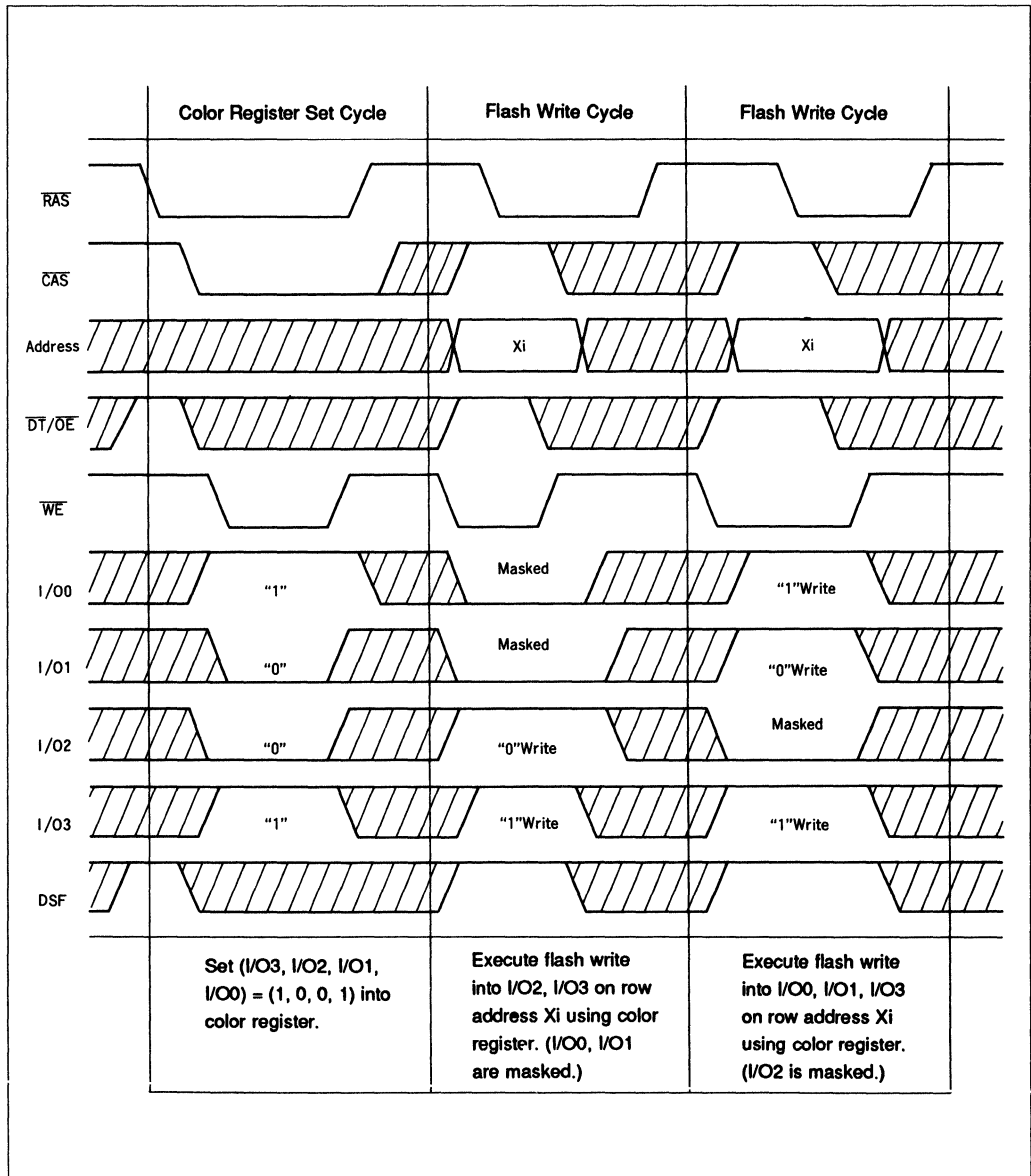 Color Register Set Cycle
Flash Write Cycle
Flash Write Cycle
RAS
CAS
Address
Xi
Xi
DT/OE
WE
I/O0
"1"
Masked
"1"Write
I/O1
"0"
Masked
"0"Write
I/O2
"0"
"0"Write
Masked
I/O3
"1"
"1"Write
"1"Write
DSF
Set (I/O3, I/O2, I/O1,
I/O0) = (1, 0, 0, 1) into
color register.
Execute flash write
into I/O2, I/O3 on row
address Xi using color
register. (I/O0, I/O1
are masked.)
Execute flash write
into I/O0, I/O1, I/O3
on row address Xi
using color register.
(I/O2 is masked.)